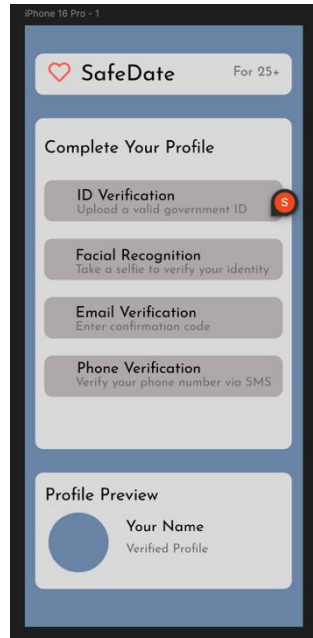 iPhone 16 Pro - 1
SafeDate
For 25+
Complete Your Profile
ID Verification
Upload a valid government ID
S
Facial Recognition
Take a selfie to verify your identity
Email Verification
Enter confirmation code
Phone Verification
Verify your phone number via SMS
Profile Preview
Your Name
Verified Profile